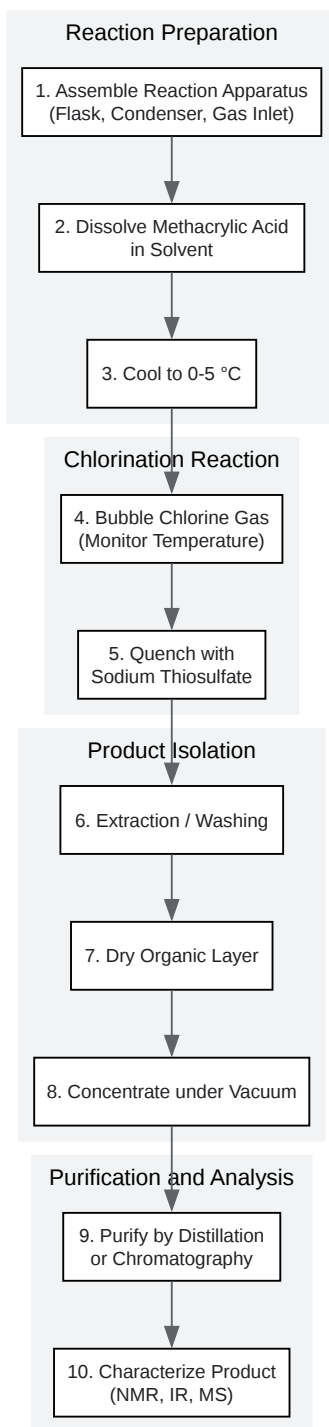 Reaction Preparation
1. Assemble Reaction Apparatus
(Flask, Condenser, Gas Inlet)
2. Dissolve Methacrylic Acid
in Solvent
3. Cool to 0-5 °C
Chlorination Reaction
4. Bubble Chlorine Gas
(Monitor Temperature)
5. Quench with
Sodium Thiosulfate
Product Isolation
6. Extraction / Washing
7. Dry Organic Layer
8. Concentrate under Vacuum
Purification and Analysis
9. Purify by Distillation
or Chromatography
10. Characterize Product
(NMR, IR, MS)